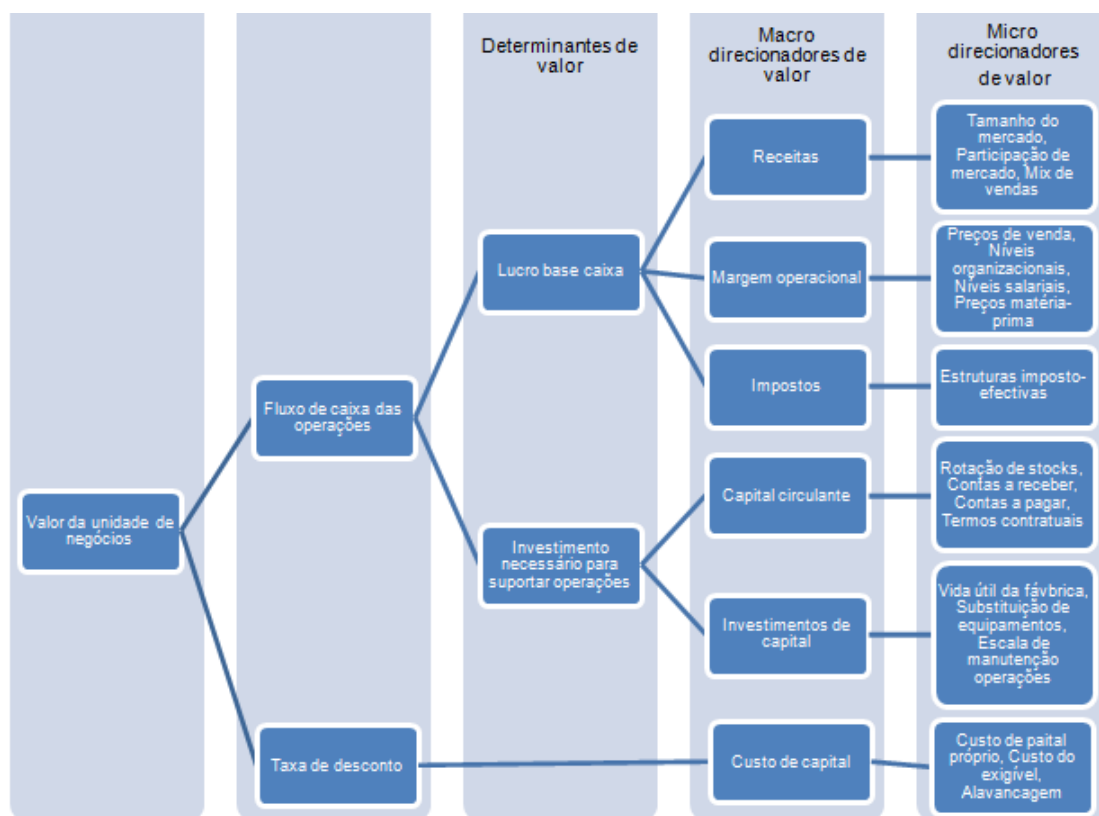 Determinantes de
valor
Macro
direcionadores de
valor
Micro
direcionadores
de valor
Valor da unidade de
negócios
Fluxo de caixa das
operações
Taxa de desconto
Lucro base caixa
Investimento
necessário para
suportar operações
Receitas
Margem operacional
Impostos
Capital circulante
Investimentos de
capital
Custo de capital
Tamanho do
mercado,
Participação de
mercado, Mix de
vendas
Preços de venda,
Níveis
organizacionais,
Níveis salariais,
Preços matéria-
prima
Estruturas imposto-
efectivas
Rotação de stocks,
Contas a receber,
Contas a pagar,
Termos contratuais
Vida útil da fávbrica,
Substituição de
equipamentos,
Escala de
manutenção
operações
Custo de paital
próprio, Custo do
exigível,
Alavancagem